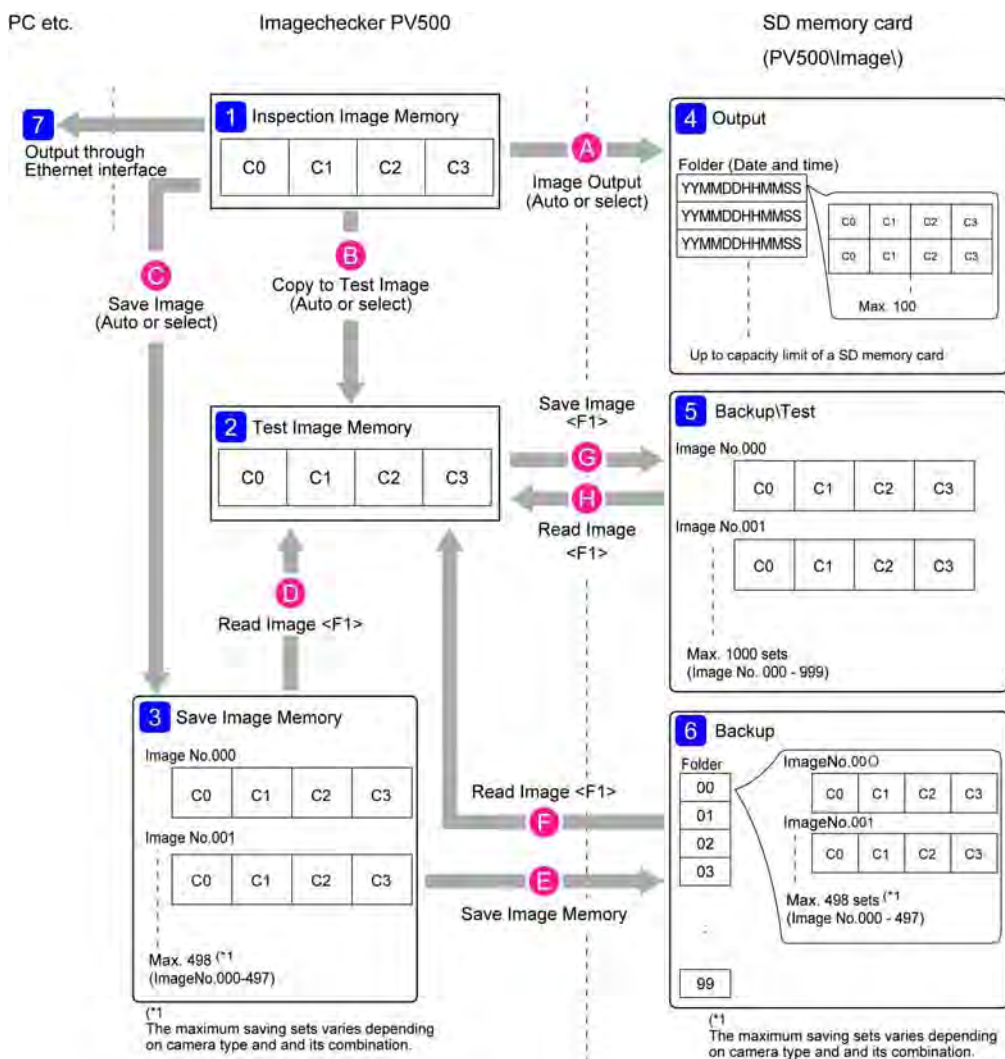 PC etc.
Imagechecker PV500
SD memory card
(PV500\Image\)
7
Output through
Ethernet interface
1 Inspection Image Memory
C0 C1 C2 C3
A
Image Output
(Auto or select)
4 Output
Folder (Date and time)
YYMMDDHHMMSS
YYMMDDHHMMSS
YYMMDDHHMMSS
C0 C1 C2 C3
C0 C1 C2 C3
Max. 100
Up to capacity limit of a SD memory card
C
Save Image
(Auto or select)
B
Copy to Test Image
(Auto or select)
2 Test Image Memory
C0 C1 C2 C3
Save Image
<F1>
G
H
Read Image
<F1>
5 Backup\Test
Image No.000
C0 C1 C2 C3
Image No.001
C0 C1 C2 C3
Max. 1000 sets
(Image No. 000 - 999)
D
Read Image <F1>
3 Save Image Memory
Image No.000
C0 C1 C2 C3
Image No.001
C0 C1 C2 C3
Max. 498 (*1
(ImageNo.000-497)
(*1
The maximum saving sets varies depending
on camera type and and its combination.
Read Image <F1>
F
E
Save Image Memory
6 Backup
Folder
00
01
02
03
.
99
ImageNo.00O
C0 C1 C2 C3
ImageNo.001
C0 C1 C2 C3
Max. 498 sets (*1
(Image No.000 - 497)
(*1
The maximum saving sets varies depending
on camera type and and its combination.